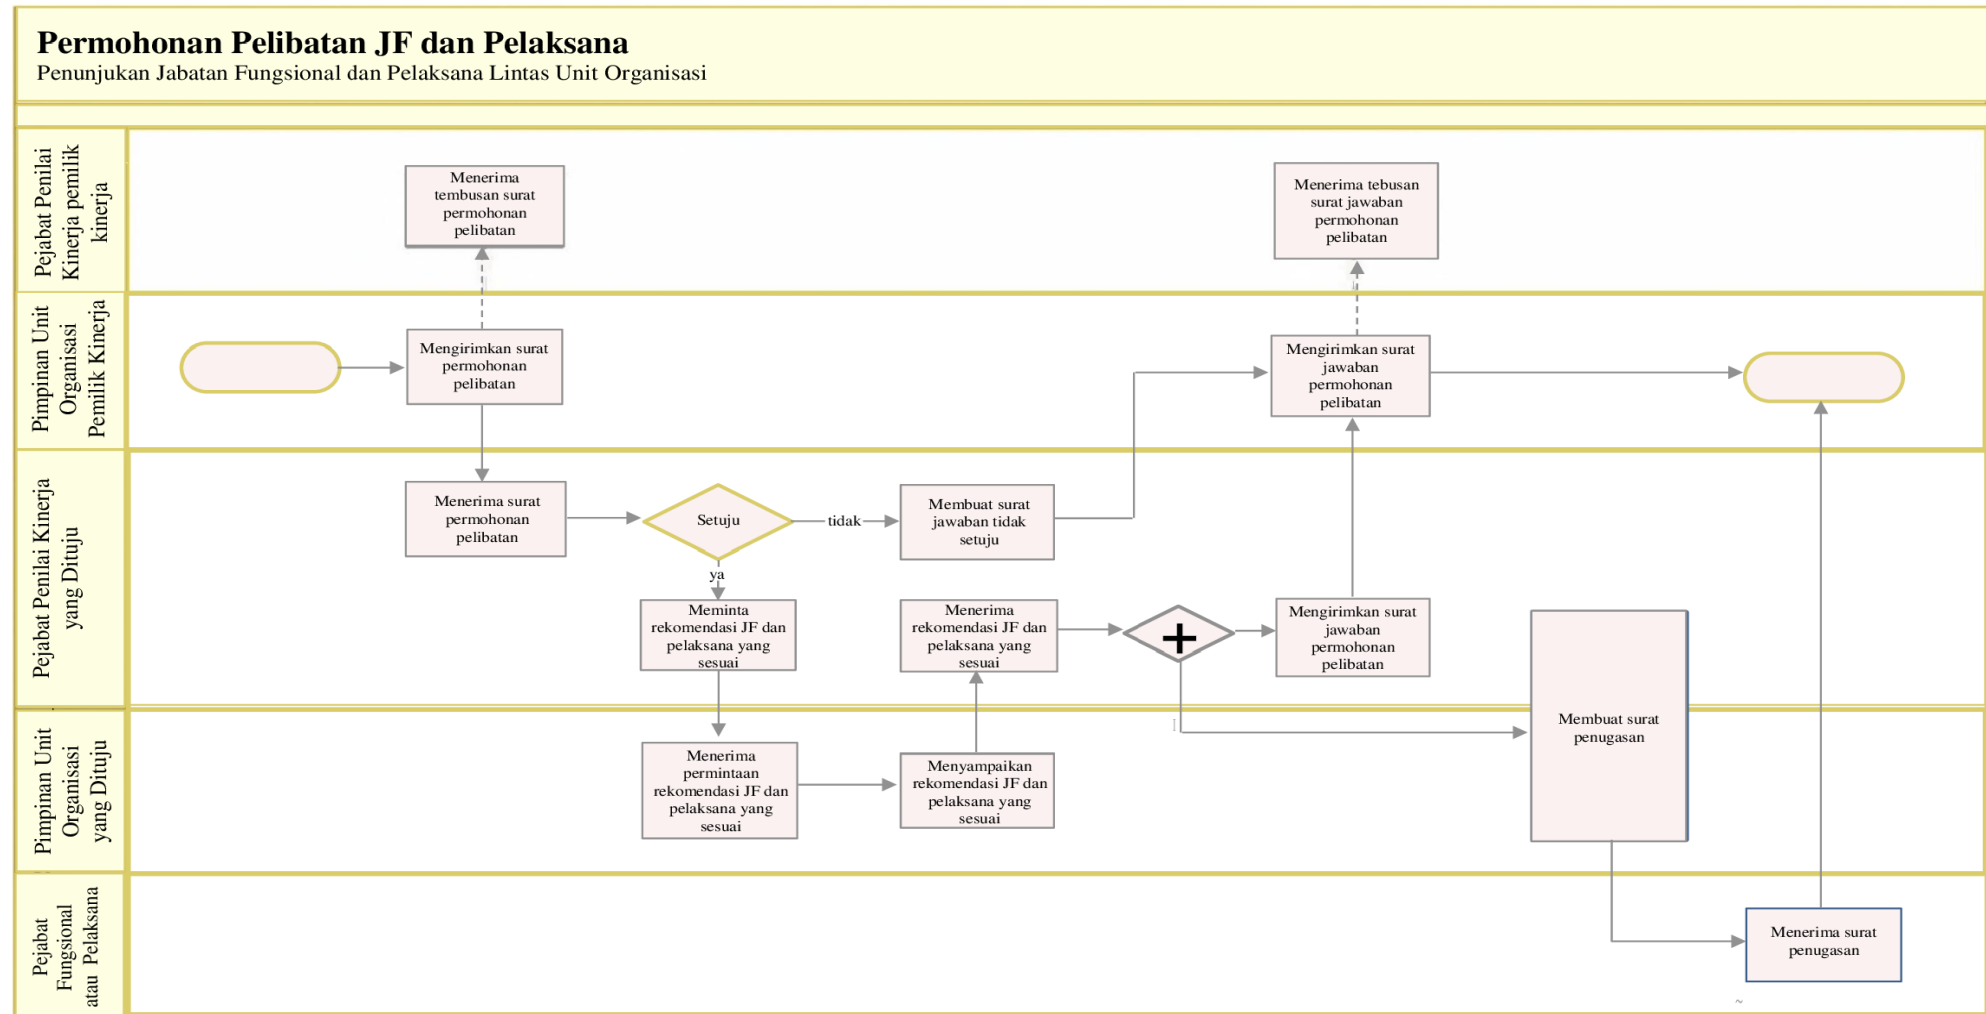 Permohonan Pelibatan JF dan Pelaksana
Penunjukan Jabatan Fungsional dan Pelaksana Lintas Unit Organisasi
Pejabat Penilai
Kinerja pemilik
kinerja
Menerima
tembusan surat
permohonan
pelibatan
Menerima tebusan
surat jawaban
permohonan
pelibatan
Pimpinan Unit
Organisasi
Pemilik Kinerja
Mengirimkan surat
permohonan
pelibatan
Mengirimkan surat
jawaban
permohonan
pelibatan
Pejabat Penilai Kinerja
yang Dituju
Menerima surat
permohonan
pelibatan
Setuju
tidak
Membuat surat
jawaban tidak
setuju
ya
Meminta
rekomendasi JF dan
pelaksana yang
sesuai
Menerima
rekomendasi JF dan
pelaksana yang
sesuai
Mengirimkan surat
jawaban
permohonan
pelibatan
Membuat surat
penugasan
Pimpinan Unit
Organisasi
yang Dituju
Menerima
permintaan
rekomendasi JF dan
pelaksana yang
sesuai
Menyampaikan
rekomendasi JF dan
pelaksana yang
sesuai
Pejabat
Fungsional
atau Pelaksana
Menerima surat
penugasan